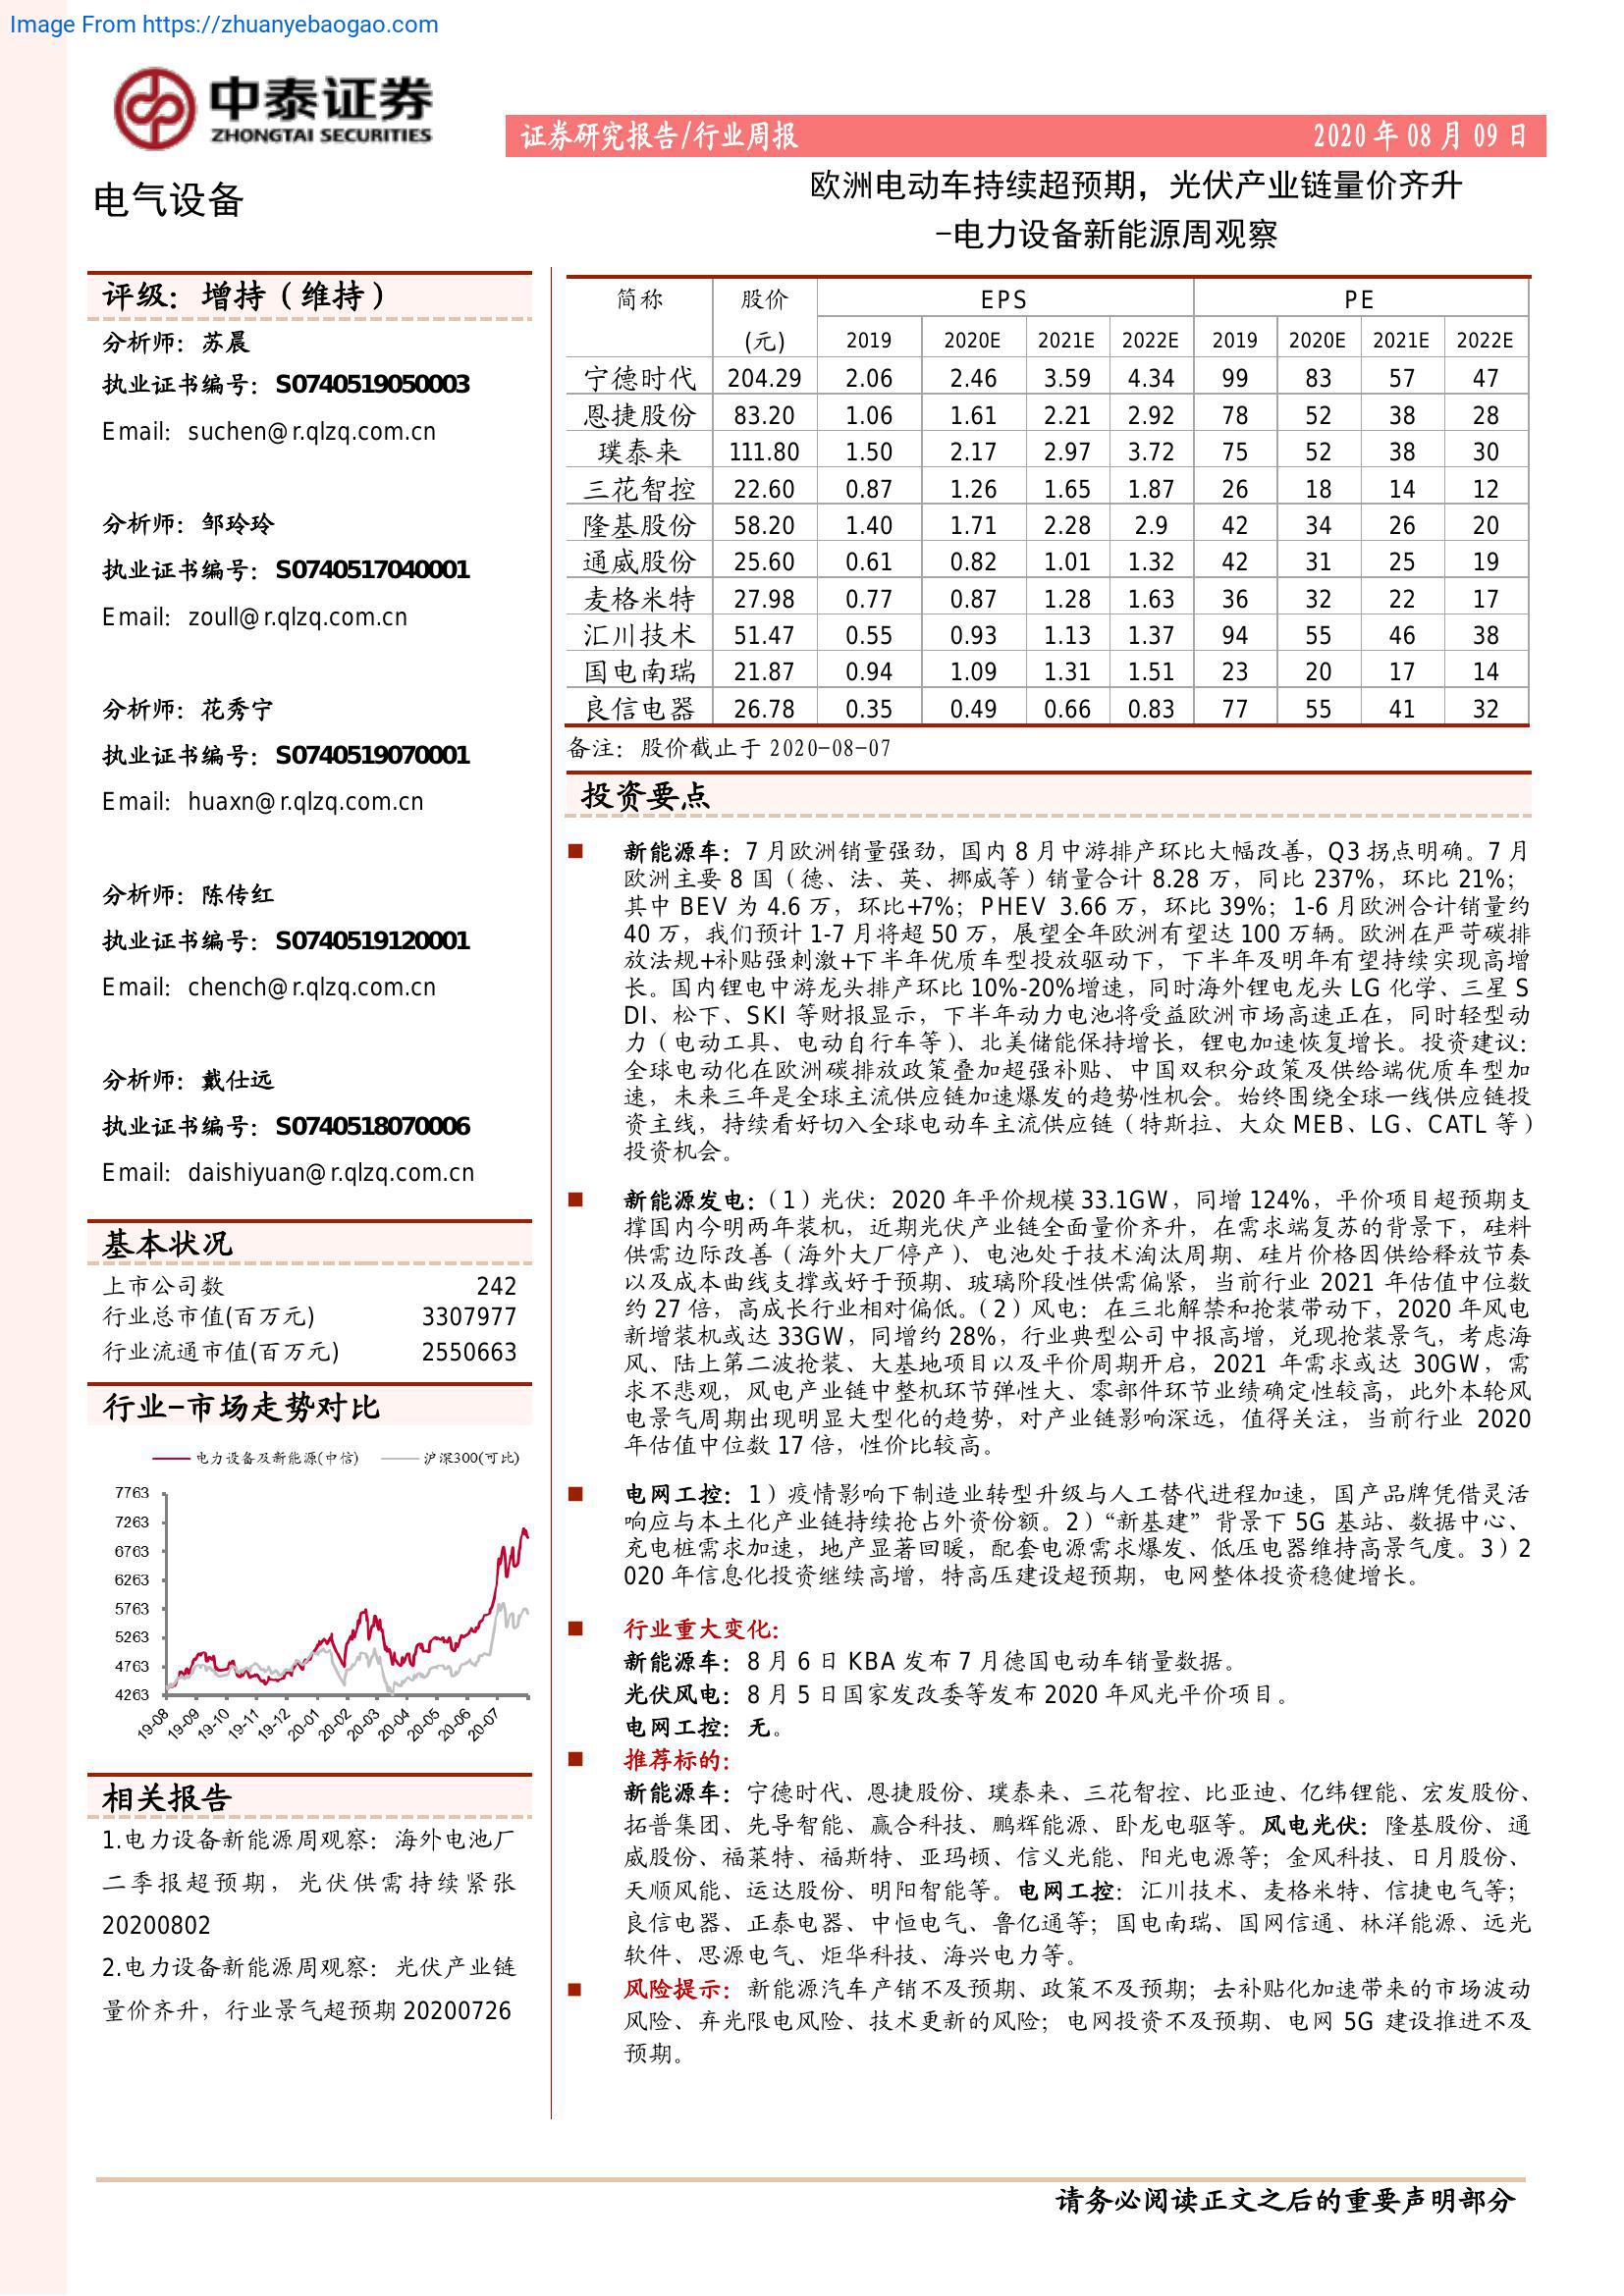 Image From https://zhuanyebaogao.com
中泰证券
ZHONGTAI SECURITIES
证券研究报告/行业周报
2020 年 08 月 09 日
电气设备
欧洲电动车持续超预期，光伏产业链量价齐升
-电力设备新能源周观察
评级：增持（维持）
分析师：苏晨
执业证书编号：S0740519050003
Email：suchen@r.qlzq.com.cn
分析师：邹玲玲
执业证书编号：S0740517040001
Email：zoull@r.qlzq.com.cn
分析师：花秀宁
执业证书编号：S0740519070001
Email：huaxn@r.qlzq.com.cn
分析师：陈传红
执业证书编号：S0740519120001
Email：chench@r.qlzq.com.cn
分析师：戴仕远
执业证书编号：S0740518070006
Email：daishiyuan@r.qlzq.com.cn
基本状况
上市公司数 242
行业总市值(百万元) 3307977
行业流通市值(百万元) 2550663
行业-市场走势对比
电力设备及新能源(中信) 沪深300(可比)
7763
7263
6763
6263
5763
5263
4763
4263
19-08 19-09 19-10 19-11 19-12 20-01 20-02 20-03 20-04 20-05 20-06 20-07
相关报告
1.电力设备新能源周观察：海外电池厂
二季报超预期，光伏供需持续紧张
20200802
2.电力设备新能源周观察：光伏产业链
量价齐升，行业景气超预期 20200726
简称 股价 EPS PE
(元) 2019 2020E 2021E 2022E 2019 2020E 2021E 2022E
宁德时代 204.29 2.06 2.46 3.59 4.34 99 83 57 47
恩捷股份 83.20 1.06 1.61 2.21 2.92 78 52 38 28
璞泰来 111.80 1.50 2.17 2.97 3.72 75 52 38 30
三花智控 22.60 0.87 1.26 1.65 1.87 26 18 14 12
隆基股份 58.20 1.40 1.71 2.28 2.9 42 34 26 20
通威股份 25.60 0.61 0.82 1.01 1.32 42 31 25 19
麦格米特 27.98 0.77 0.87 1.28 1.63 36 32 22 17
汇川技术 51.47 0.55 0.93 1.13 1.37 94 55 46 38
国电南瑞 21.87 0.94 1.09 1.31 1.51 23 20 17 14
良信电器 26.78 0.35 0.49 0.66 0.83 77 55 41 32
备注：股价截止于 2020-08-07
投资要点
■ 新能源车：7 月欧洲销量强劲，国内 8 月中游排产环比大幅改善，Q3 拐点明确。7 月
欧洲主要 8 国（德、法、英、挪威等）销量合计 8.28 万，同比 237%，环比 21%；
其中 BEV 为 4.6 万，环比+7%；PHEV 3.66 万，环比 39%；1-6 月欧洲合计销量约
40 万，我们预计 1-7 月将超 50 万，展望全年欧洲有望达 100 万辆。欧洲在严苛碳排
放法规+补贴强刺激+下半年优质车型投放驱动下，下半年及明年有望持续实现高增
长。国内锂电中游龙头排产环比 10%-20%增速，同时海外锂电龙头 LG 化学、三星 S
DI、松下、SKI 等财报显示，下半年动力电池将受益欧洲市场高速正在，同时轻型动
力（电动工具、电动自行车等）、北美储能保持增长，锂电加速恢复增长。投资建议：
全球电动化在欧洲碳排放政策叠加超强补贴、中国双积分政策及供给端优质车型加
速，未来三年是全球主流供应链加速爆发的趋势性机会。始终围绕全球一线供应链投
资主线，持续看好切入全球电动车主流供应链（特斯拉、大众 MEB、LG、CATL 等）
投资机会。
■ 新能源发电：（1）光伏：2020 年平价规模 33.1GW，同增 124%，平价项目超预期支
撑国内今明两年装机，近期光伏产业链全面量价齐升，在需求端复苏的背景下，硅料
供需边际改善（海外大厂停产）、电池处于技术淘汰周期、硅片价格因供给释放节奏
以及成本曲线支撑或好于预期、玻璃阶段性供需偏紧，当前行业 2021 年估值中位数
约 27 倍，高成长行业相对偏低。（2）风电：在三北解禁和抢装带动下，2020 年风电
新增装机或达 33GW，同增约 28%，行业典型公司中报高增，兑现抢装景气，考虑海
风、陆上第二波抢装、大基地项目以及平价周期开启，2021 年需求或达 30GW，需
求不悲观，风电产业链中整机环节弹性大、零部件环节业绩确定性较高，此外本轮风
电景气周期出现明显大型化的趋势，对产业链影响深远，值得关注，当前行业 2020
年估值中位数 17 倍，性价比较高。
■ 电网工控：1）疫情影响下制造业转型升级与人工替代进程加速，国产品牌凭借灵活
响应与本土化产业链持续抢占外资份额。2）“新基建”背景下 5G 基站、数据中心、
充电桩需求加速，地产显著回暖，配套电源需求爆发、低压电器维持高景气度。3）2
020 年信息化投资继续高增，特高压建设超预期，电网整体投资稳健增长。
■ 行业重大变化：
新能源车：8 月 6 日 KBA 发布 7 月德国电动车销量数据。
光伏风电：8 月 5 日国家发改委等发布 2020 年风光平价项目。
电网工控：无。
■ 推荐标的：
新能源车：宁德时代、恩捷股份、璞泰来、三花智控、比亚迪、亿纬锂能、宏发股份、
拓普集团、先导智能、赢合科技、鹏辉能源、卧龙电驱等。风电光伏：隆基股份、通
威股份、福莱特、福斯特、亚玛顿、信义光能、阳光电源等；金风科技、日月股份、
天顺风能、运达股份、明阳智能等。电网工控：汇川技术、麦格米特、信捷电气等；
良信电器、正泰电器、中恒电气、鲁亿通等；国电南瑞、国网信通、林洋能源、远光
软件、思源电气、炬华科技、海兴电力等。
■ 风险提示：新能源汽车产销不及预期、政策不及预期；去补贴化加速带来的市场波动
风险、弃光限电风险、技术更新的风险；电网投资不及预期、电网 5G 建设推进不及
预期。
请务必阅读正文之后的重要声明部分